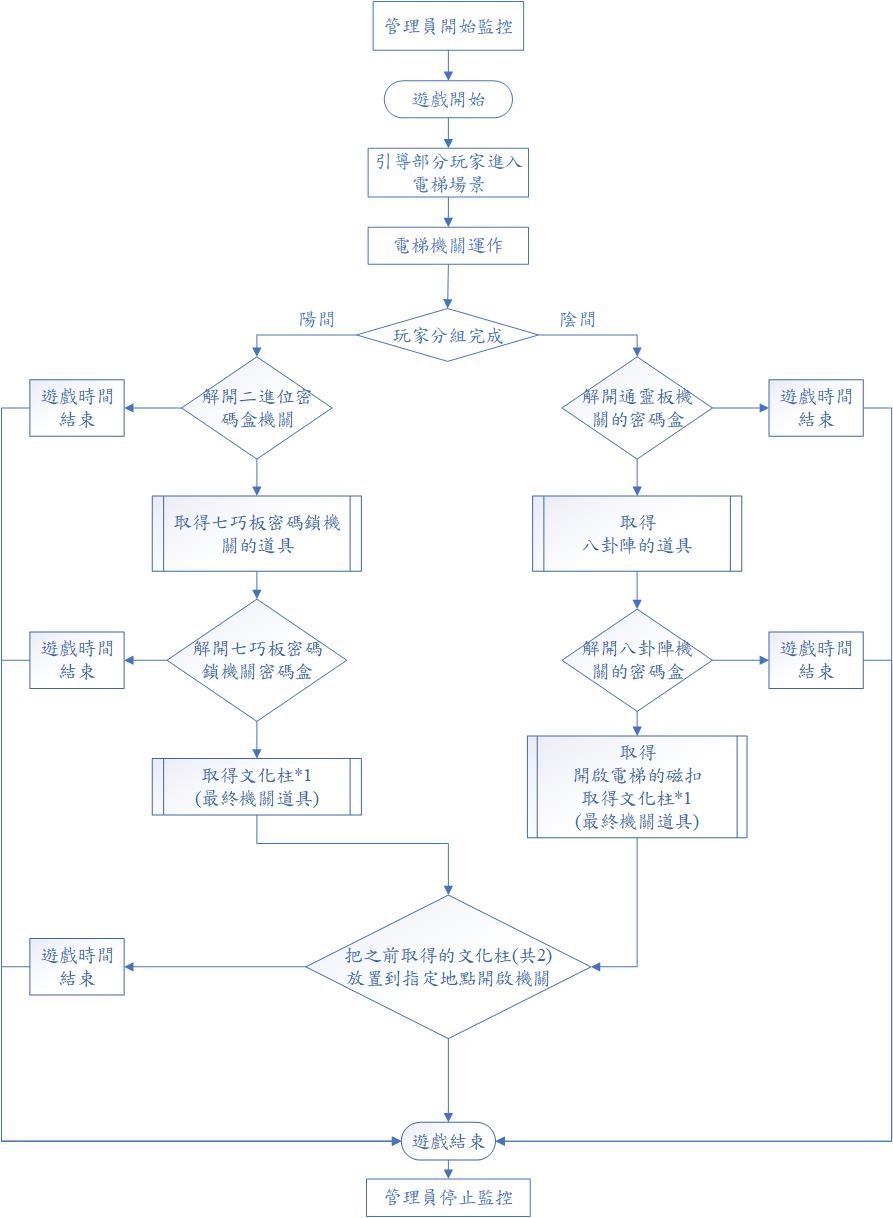 管理員開始監控
遊戲開始
引導部分玩家進入
電梯場景
電梯機關運作
陽間
玩家分組完成
陰間
遊戲時間
結束
解開二進位密
碼盒機關
解開通靈板機
關的密碼盒
遊戲時間
結束
取得七巧板密碼鎖機
關的道具
取得
八卦陣的道具
遊戲時間
結束
解開七巧板密碼
鎖機關密碼盒
解開八卦陣機
關的密碼盒
遊戲時間
結束
取得文化柱*1
(最終機關道具)
取得
開啟電梯的磁扣
取得文化柱*1
(最終機關道具)
遊戲時間
結束
把之前取得的文化柱(共2)
放置到指定地點開啟機關
遊戲結束
管理員停止監控